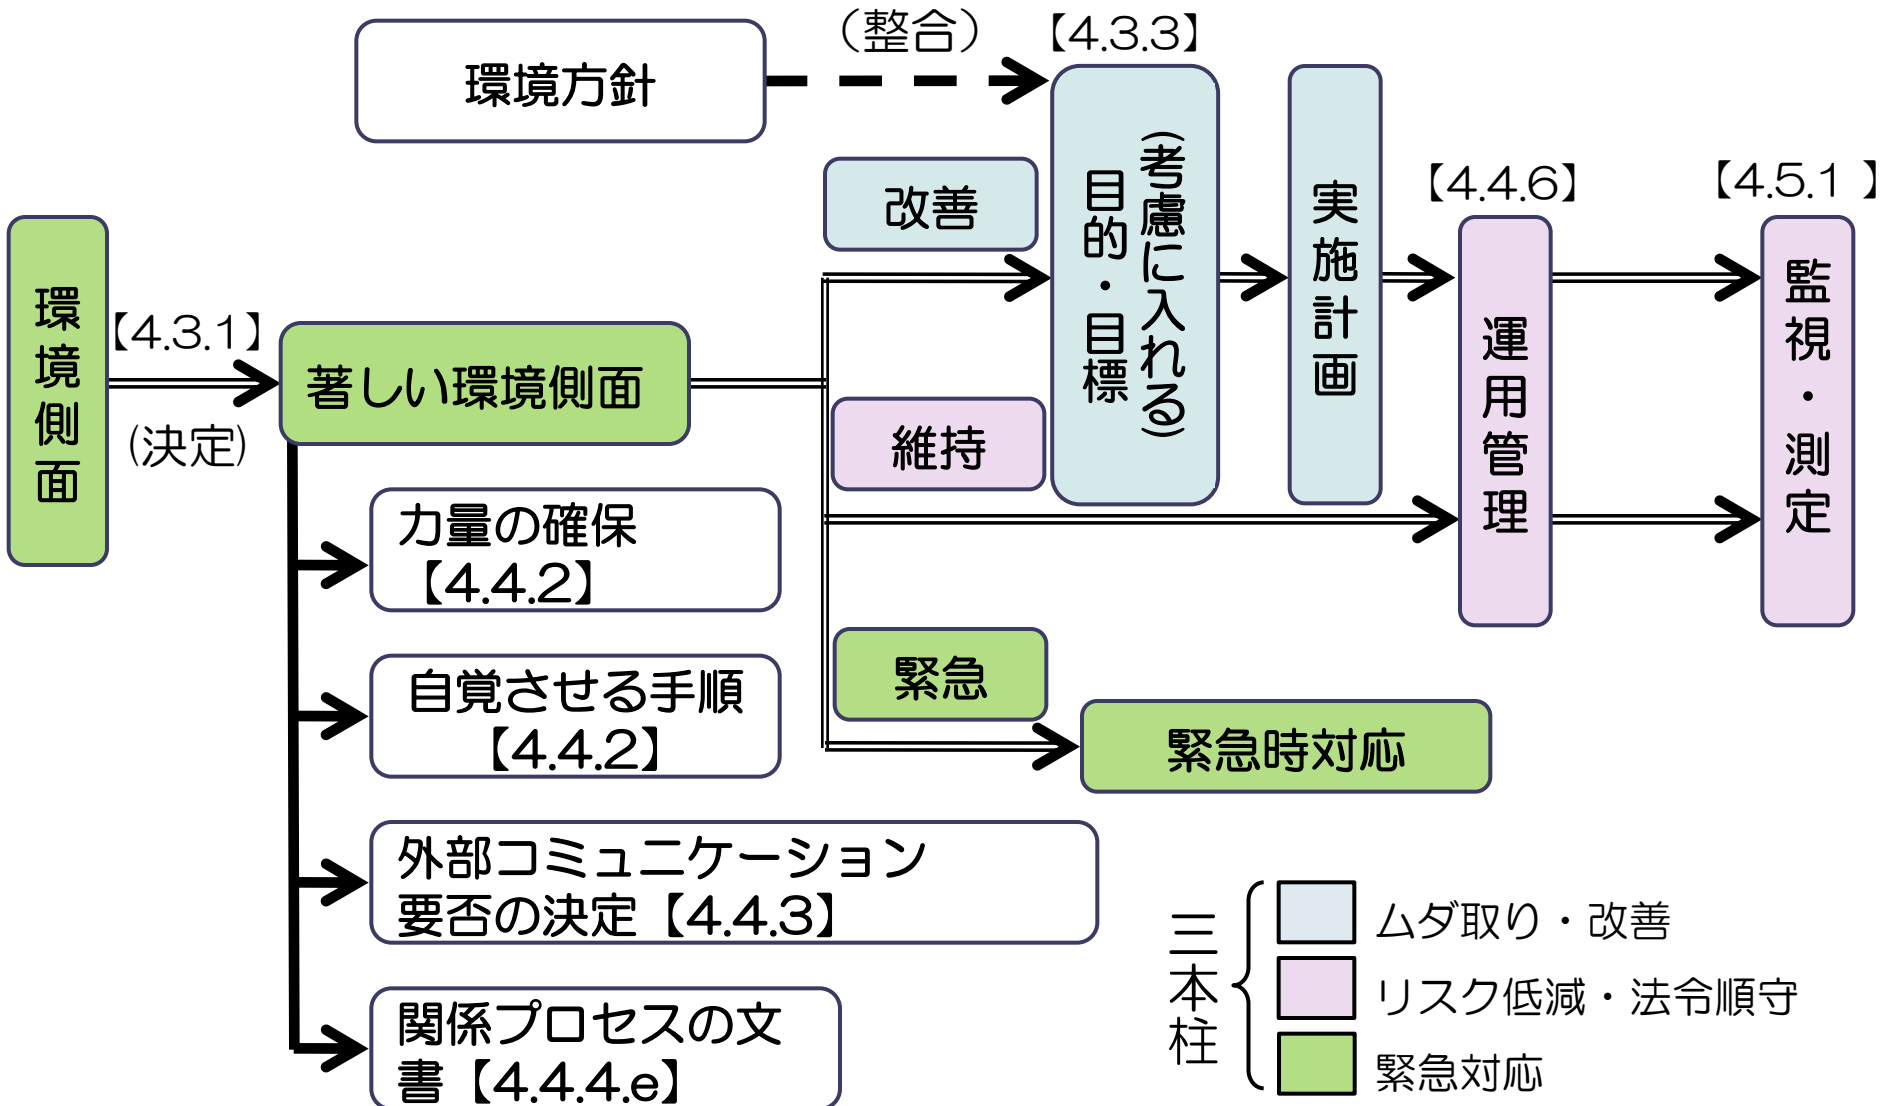 環境方針
（整合）
【4.3.3】
目的・目標
(考慮に入れる)
実施計画
【4.4.6】
運用管理
【4.5.1 】
監視・測定
環境側面
【4.3.1】
(決定)
著しい環境側面
改善
維持
緊急
緊急時対応
力量の確保
【4.4.2】
自覚させる手順
【4.4.2】
外部コミュニケーション
要否の決定【4.4.3】
関係プロセスの文
書【4.4.4.e】
三本柱
ムダ取り・改善
リスク低減・法令順守
緊急対応